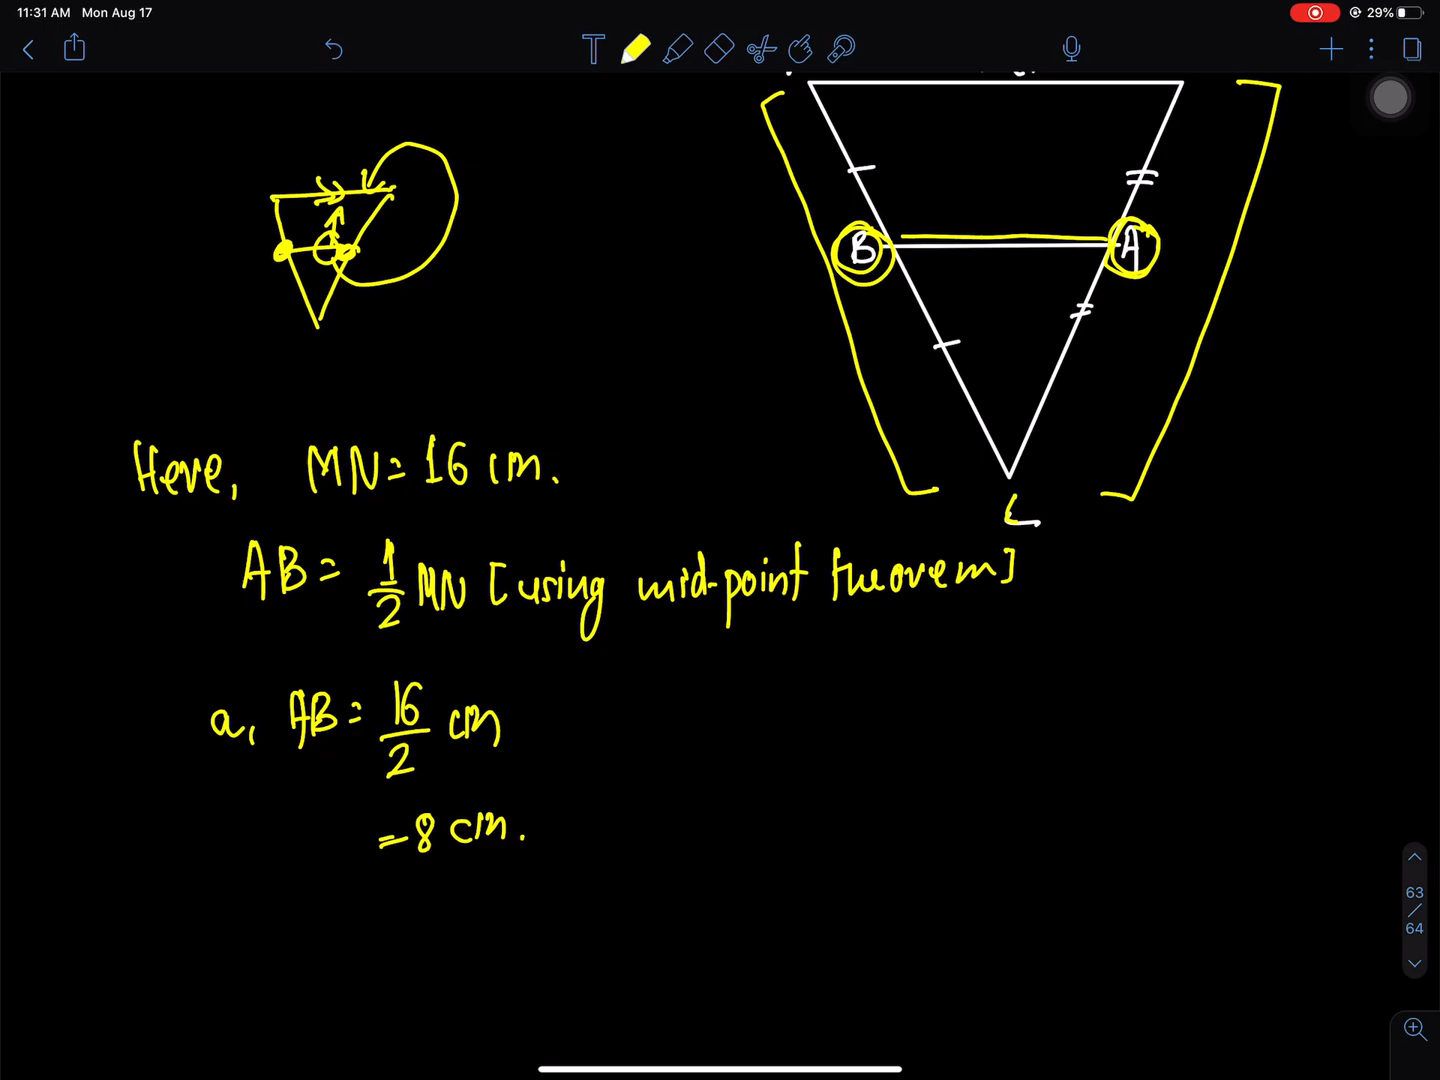 11:31 AM Mon Aug 17
29%
T
B
A
L
Here, MN= 16 cm.
AB= 1/2 MN [using mid-point theorem]
a, AB= 16/2 cm
=8 cm.
63
/
64